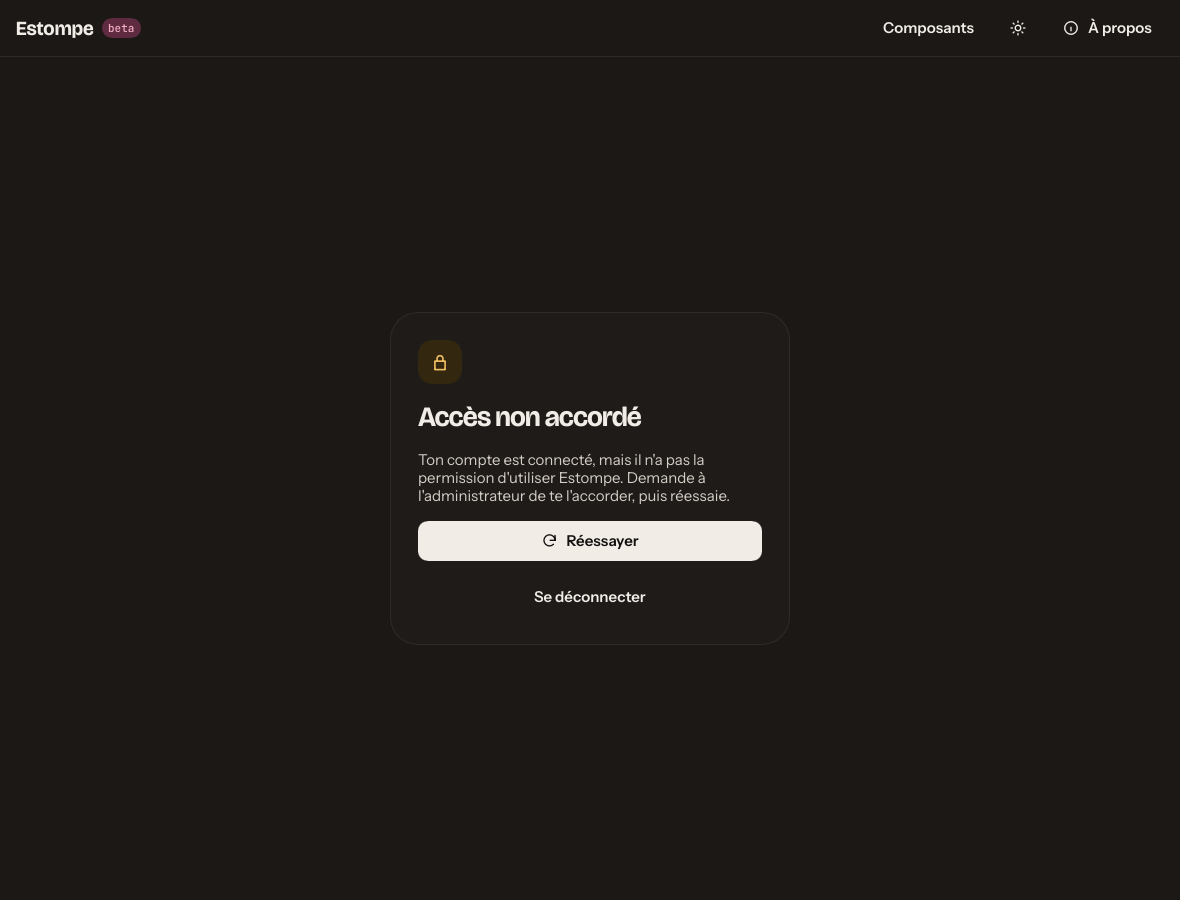 Estompe beta
Composants
À propos
Accès non accordé
Ton compte est connecté, mais il n'a pas la
permission d'utiliser Estompe. Demande à
l'administrateur de te l'accorder, puis réessaie.
Réessayer
Se déconnecter